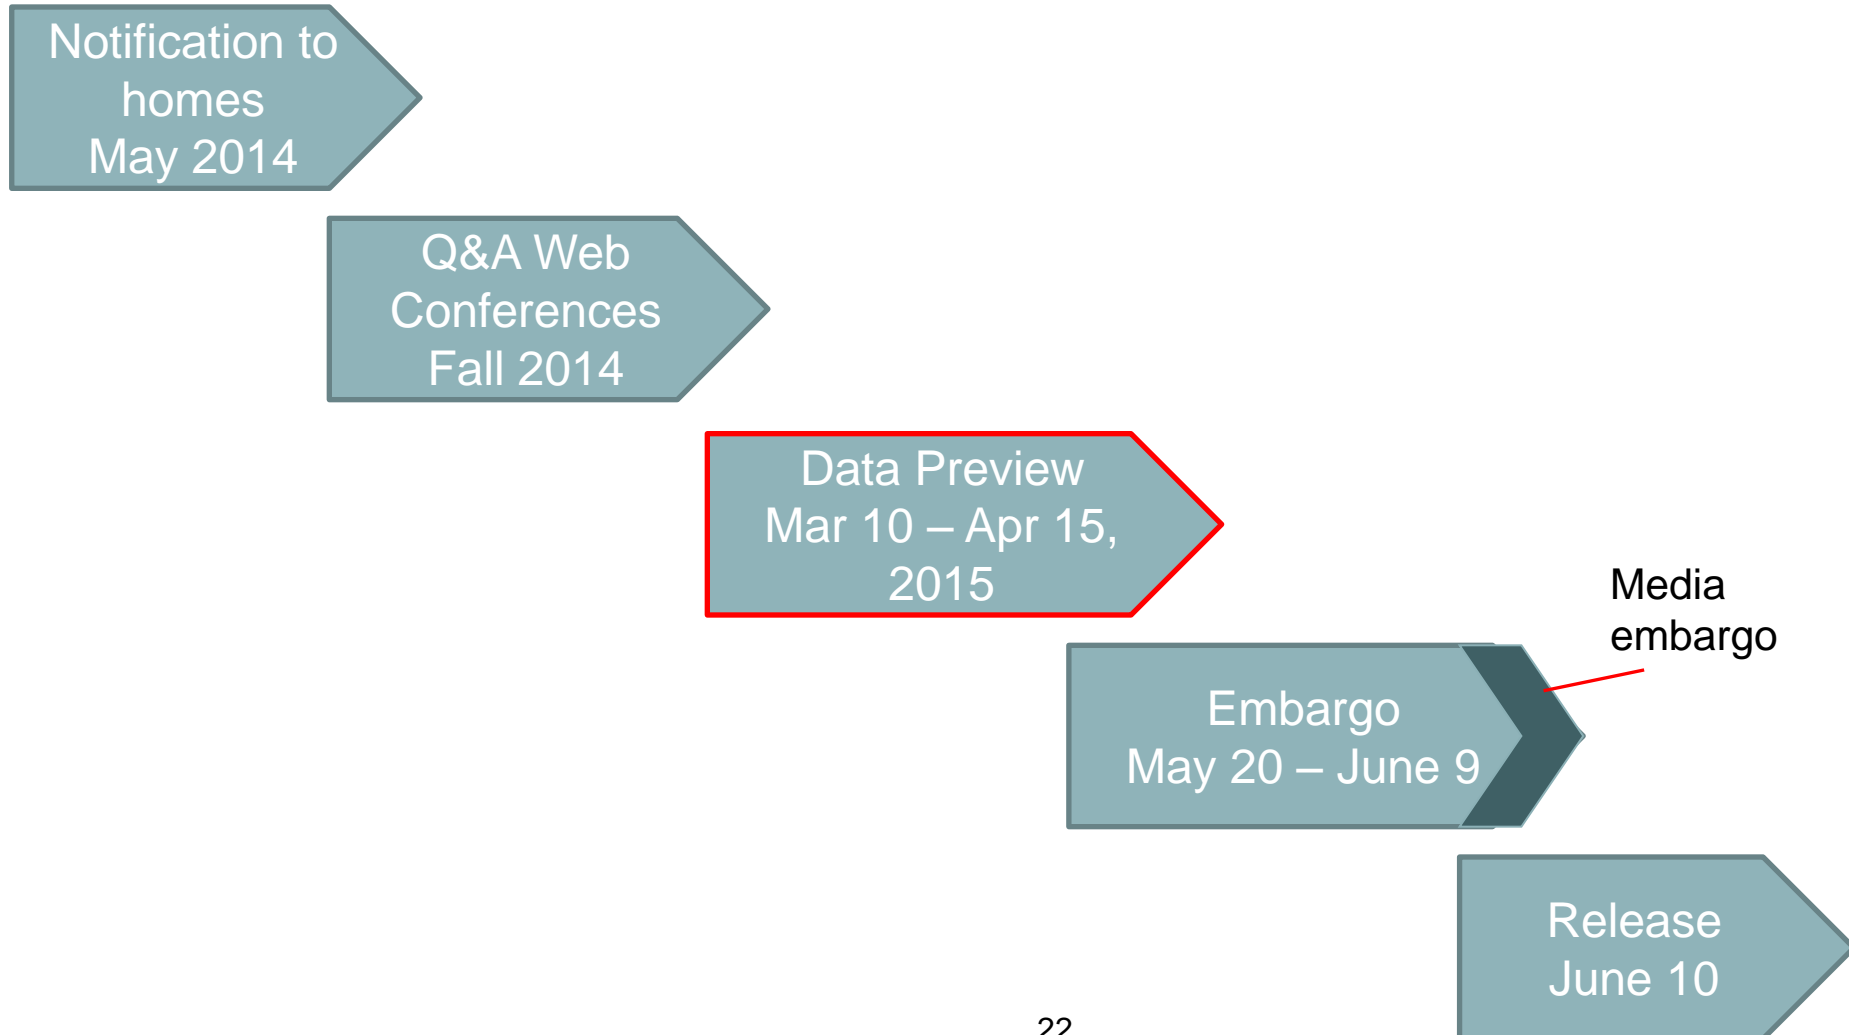 Notification to
homes
May 2014
Q&A Web
Conferences
Fall 2014
Data Preview
Mar 10 – Apr 15,
2015
Media
embargo
Embargo
May 20 – June 9
Release
June 10
22